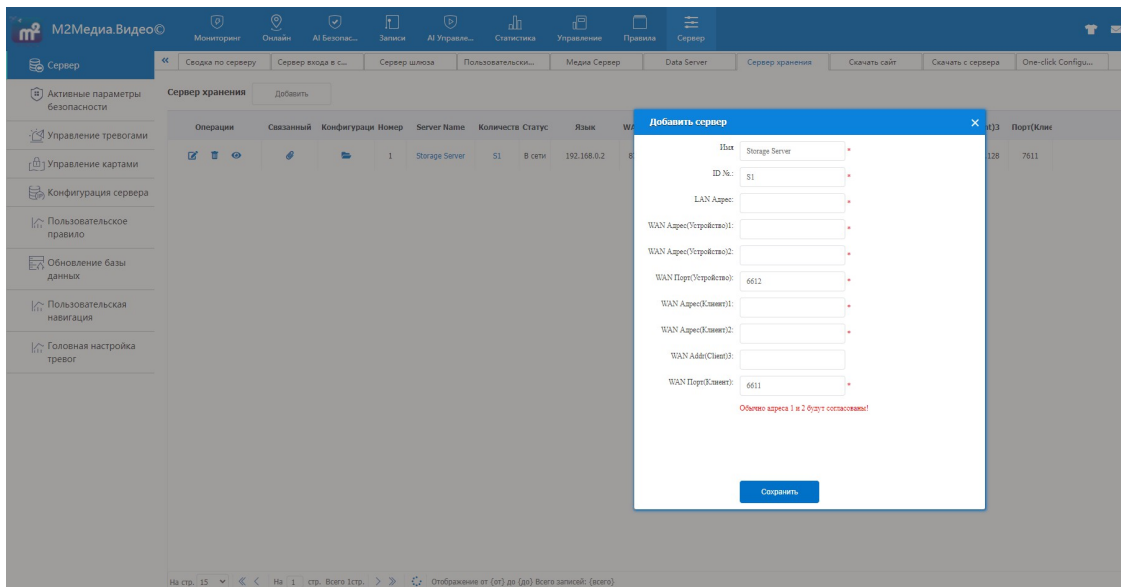 m²
М2Медиа.Видео©
Мониторинг
Онлайн
AI Безопас...
Записи
AI Управле...
Статистика
Управление
Правила
Сервер
Сервер
«
Сводка по серверу
Сервер входа в с...
Сервер шлюза
Пользовательски...
Медиа Сервер
Data Server
Сервер хранения
Скачать сайт
Скачать с сервера
One-click Configu...
Активные параметры
безопасности
Управление тревогами
Управление картами
Конфигурация сервера
Пользовательское
правило
Обновление базы
данных
Пользовательская
навигация
Головная настройка
тревог
Сервер хранения
Добавить
Операции Связанный Конфигураци Номер Server Name Количеств Статус Язык WA nt)3 Порт(Клие
1 Storage Server S1 В сети 192.168.0.2 .128 7611
Добавить сервер ×
Имя Storage Server *
ID №.: S1 *
LAN Адрес: *
WAN Адрес(Устройство)1: *
WAN Адрес(Устройство)2: *
WAN Порт(Устройство): 6612 *
WAN Адрес(Клиент)1: *
WAN Адрес(Клиент)2: *
WAN Addr(Client)3:
WAN Порт(Клиент): 6611 *
Обычно адреса 1 и 2 будут согласованы!
Сохранить
На стр. 15 На 1 стр. Всего 1стр. Отображение от {от} до {до} Всего записей: {всего}